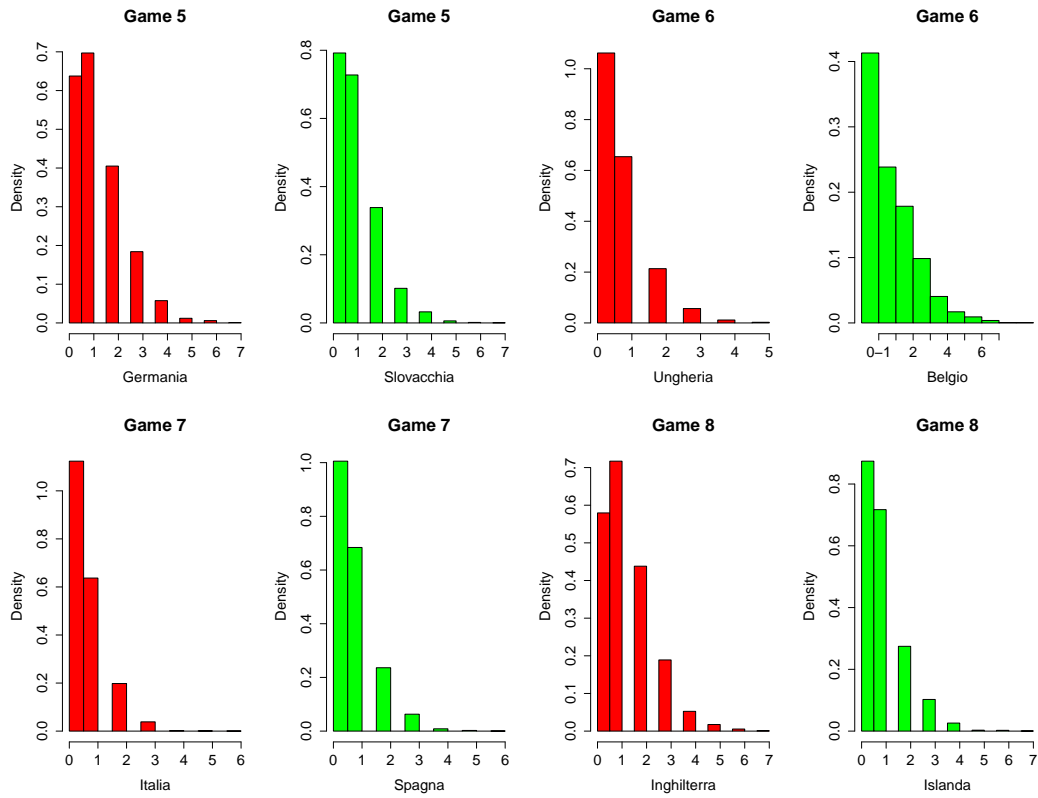 Game 5
Density
0.0 0.1 0.2 0.3 0.4 0.5 0.6 0.7
0 1 2 3 4 5 6 7
Germania
Game 5
Density
0.0 0.2 0.4 0.6 0.8
0 1 2 3 4 5 6 7
Slovacchia
Game 6
Density
0.0 0.2 0.4 0.6 0.8 1.0
0 1 2 3 4 5
Ungheria
Game 6
Density
0.0 0.1 0.2 0.3 0.4
0–1 2 4 6
Belgio
Game 7
Density
0.0 0.2 0.4 0.6 0.8 1.0
0 1 2 3 4 5 6
Italia
Game 7
Density
0.0 0.2 0.4 0.6 0.8 1.0
0 1 2 3 4 5 6
Spagna
Game 8
Density
0.0 0.1 0.2 0.3 0.4 0.5 0.6 0.7
0 1 2 3 4 5 6 7
Inghilterra
Game 8
Density
0.0 0.2 0.4 0.6 0.8
0 1 2 3 4 5 6 7
Islanda